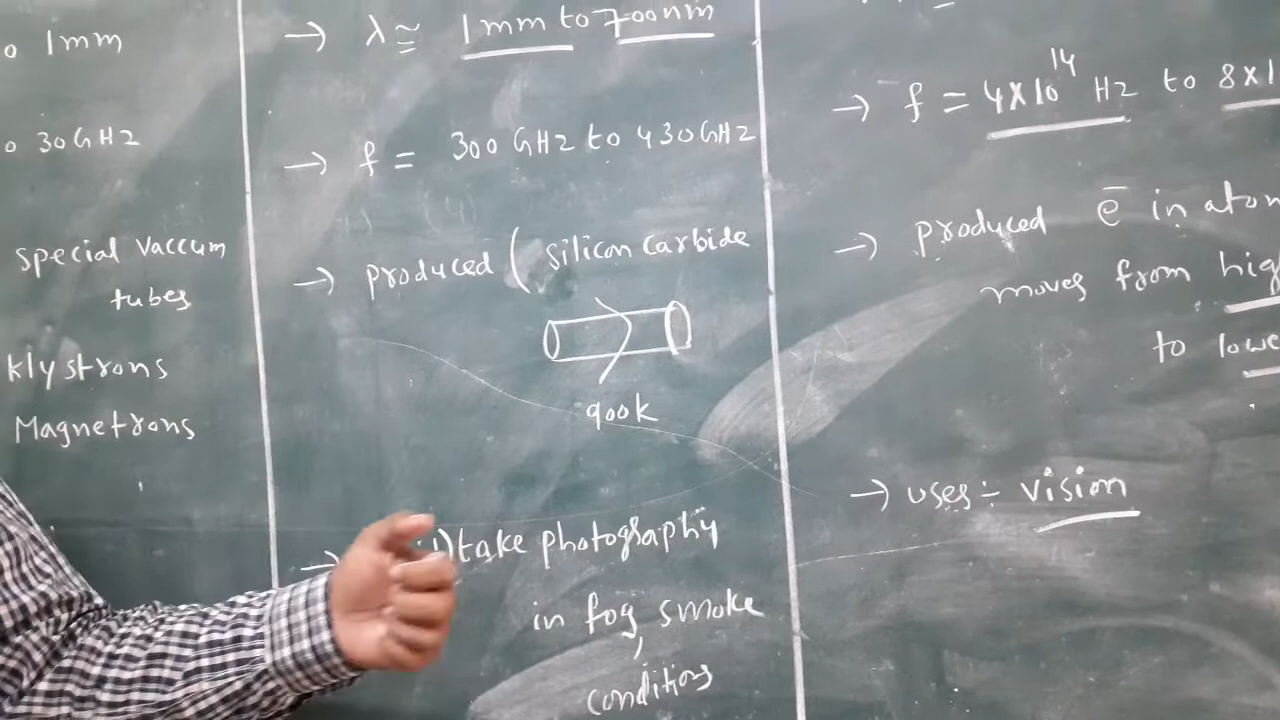 o 1mm
o 30GHz
special vaccum
tubes
klystrons
Magnetrons
→ λ ≅ 1mm to 700nm
→ f = 300 GHz to 430GHz
→ produced ( silicon carbide
900k
→ i) take photography
in fog, smoke
conditions
→ f = 4x10¹⁴ Hz to 8x1
→ produced e̅ in atom
moves from hig
to lowe
→ uses ÷ vision